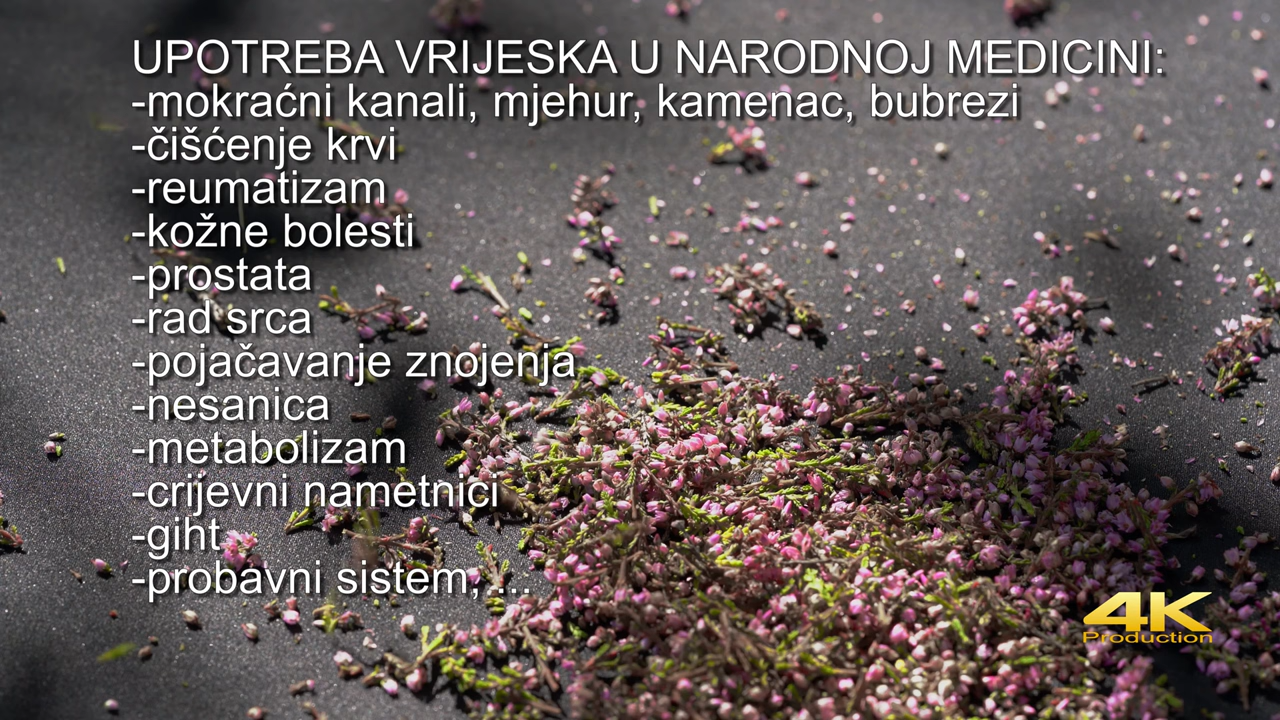 UPOTREBA VRIJESKA U NARODNOJ MEDICINI:
-mokraćni kanali, mjehur, kamenac, bubrezi
-čišćenje krvi
-reumatizam
-kožne bolesti
-prostata
-rad srca
-pojačavanje znojenja
-nesanica
-metabolizam
-crijevni nametnici
-giht
-probavni sistem, ...
4K
Production